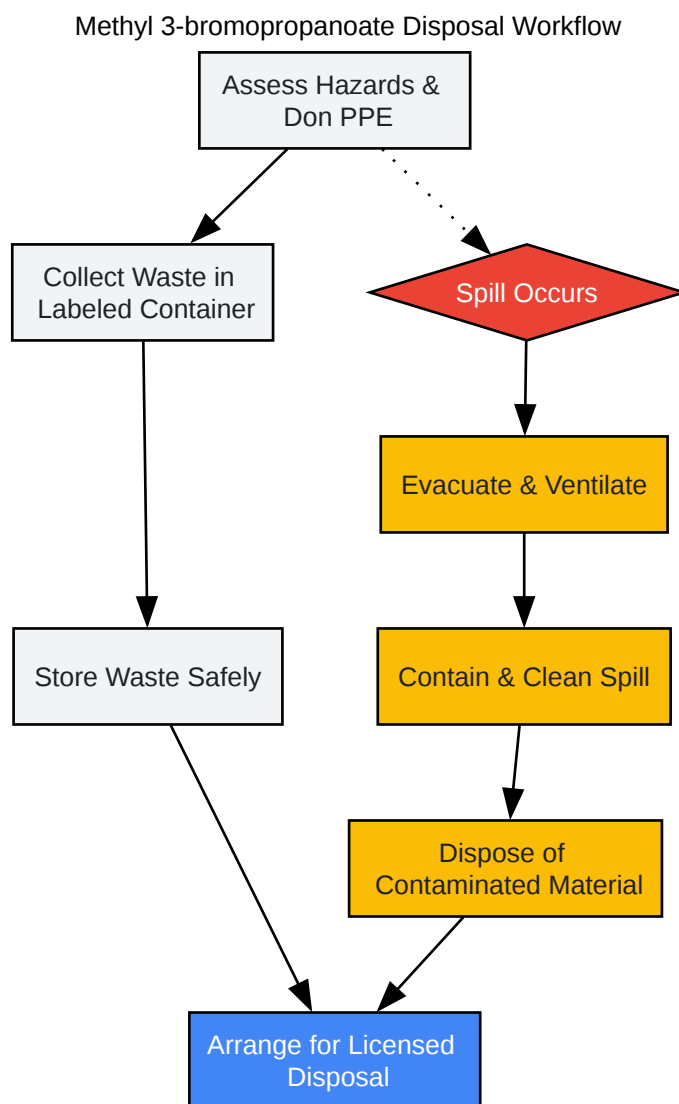 Methyl 3-bromopropanoate Disposal Workflow
Assess Hazards &
Don PPE
Collect Waste in
Labeled Container
Spill Occurs
Evacuate & Ventilate
Store Waste Safely
Contain & Clean Spill
Dispose of
Contaminated Material
Arrange for Licensed
Disposal